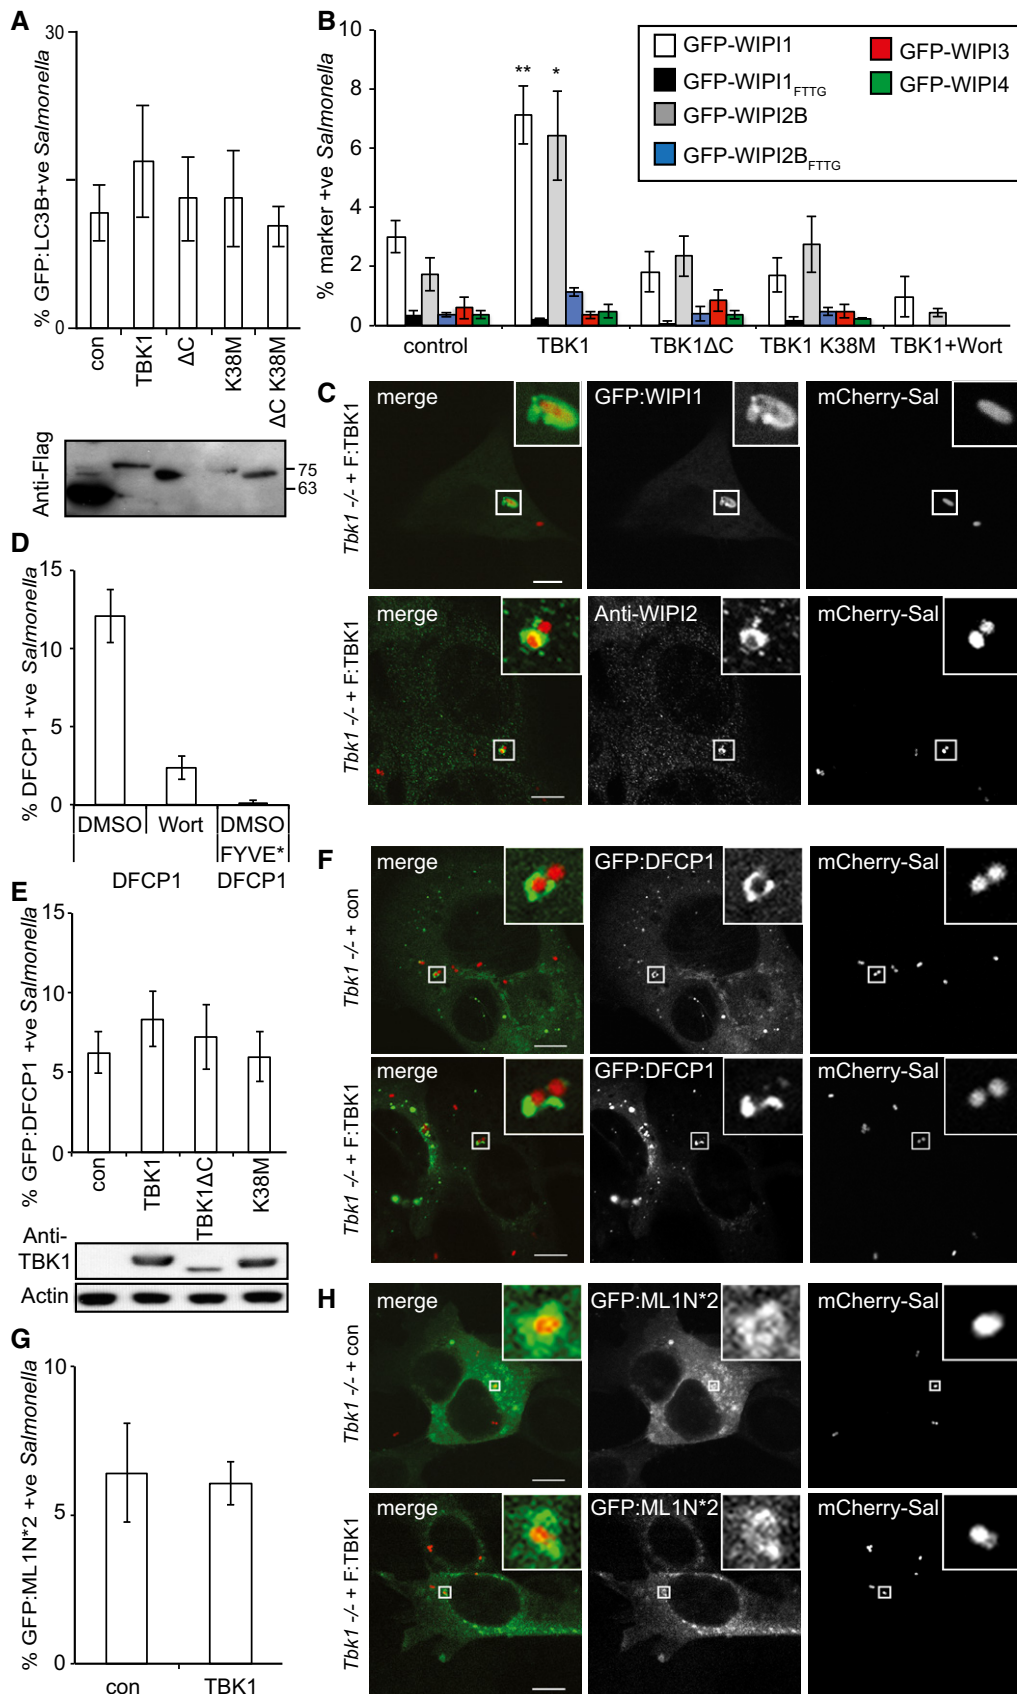 A
% GFP:LC3B+ve Salmonella
30
0
con
TBK1
ΔC
K38M
ΔC K38M
Anti-Flag
75
63
B
% marker +ve Salmonella
10
8
6
4
2
0
**
*
GFP-WIPI1
GFP-WIPI1FTTG
GFP-WIPI2B
GFP-WIPI2BFTTG
GFP-WIPI3
GFP-WIPI4
control
TBK1
TBK1ΔC
TBK1 K38M
TBK1+Wort
C
Tbk1 -/- + F:TBK1
merge
GFP:WIPI1
mCherry-Sal
Tbk1 -/- + F:TBK1
merge
Anti-WIPI2
mCherry-Sal
D
% DFCP1 +ve Salmonella
15
10
5
0
DMSO
Wort
DMSO
FYVE*
DFCP1
DFCP1
E
% GFP:DFCP1 +ve Salmonella
15
10
5
0
con
TBK1
TBK1ΔC
K38M
Anti-
TBK1
Actin
F
Tbk1 -/- + con
merge
GFP:DFCP1
mCherry-Sal
Tbk1 -/- + F:TBK1
merge
GFP:DFCP1
mCherry-Sal
G
% GFP:ML1N*2 +ve Salmonella
10
5
0
con
TBK1
H
Tbk1 -/- + con
merge
GFP:ML1N*2
mCherry-Sal
Tbk1 -/- + F:TBK1
merge
GFP:ML1N*2
mCherry-Sal